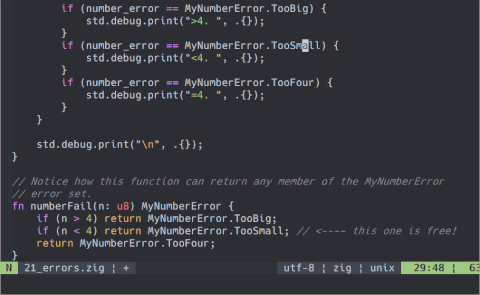 if (number_error == MyNumberError.TooBig) {
std.debug.print(">4. ", .{});
}
if (number_error == MyNumberError.TooSmall) {
std.debug.print("<4. ", .{});
}
if (number_error == MyNumberError.TooFour) {
std.debug.print("=4. ", .{});
}
}
std.debug.print("\n", .{});
}
// Notice how this function can return any member of the MyNumberError
// error set.
fn numberFail(n: u8) MyNumberError {
if (n > 4) return MyNumberError.TooBig;
if (n < 4) return MyNumberError.TooSmall; // <---- this one is free!
return MyNumberError.TooFour;
}
N 21_errors.zig ¦ + utf-8 ¦ zig ¦ unix 29:48 ¦ 63